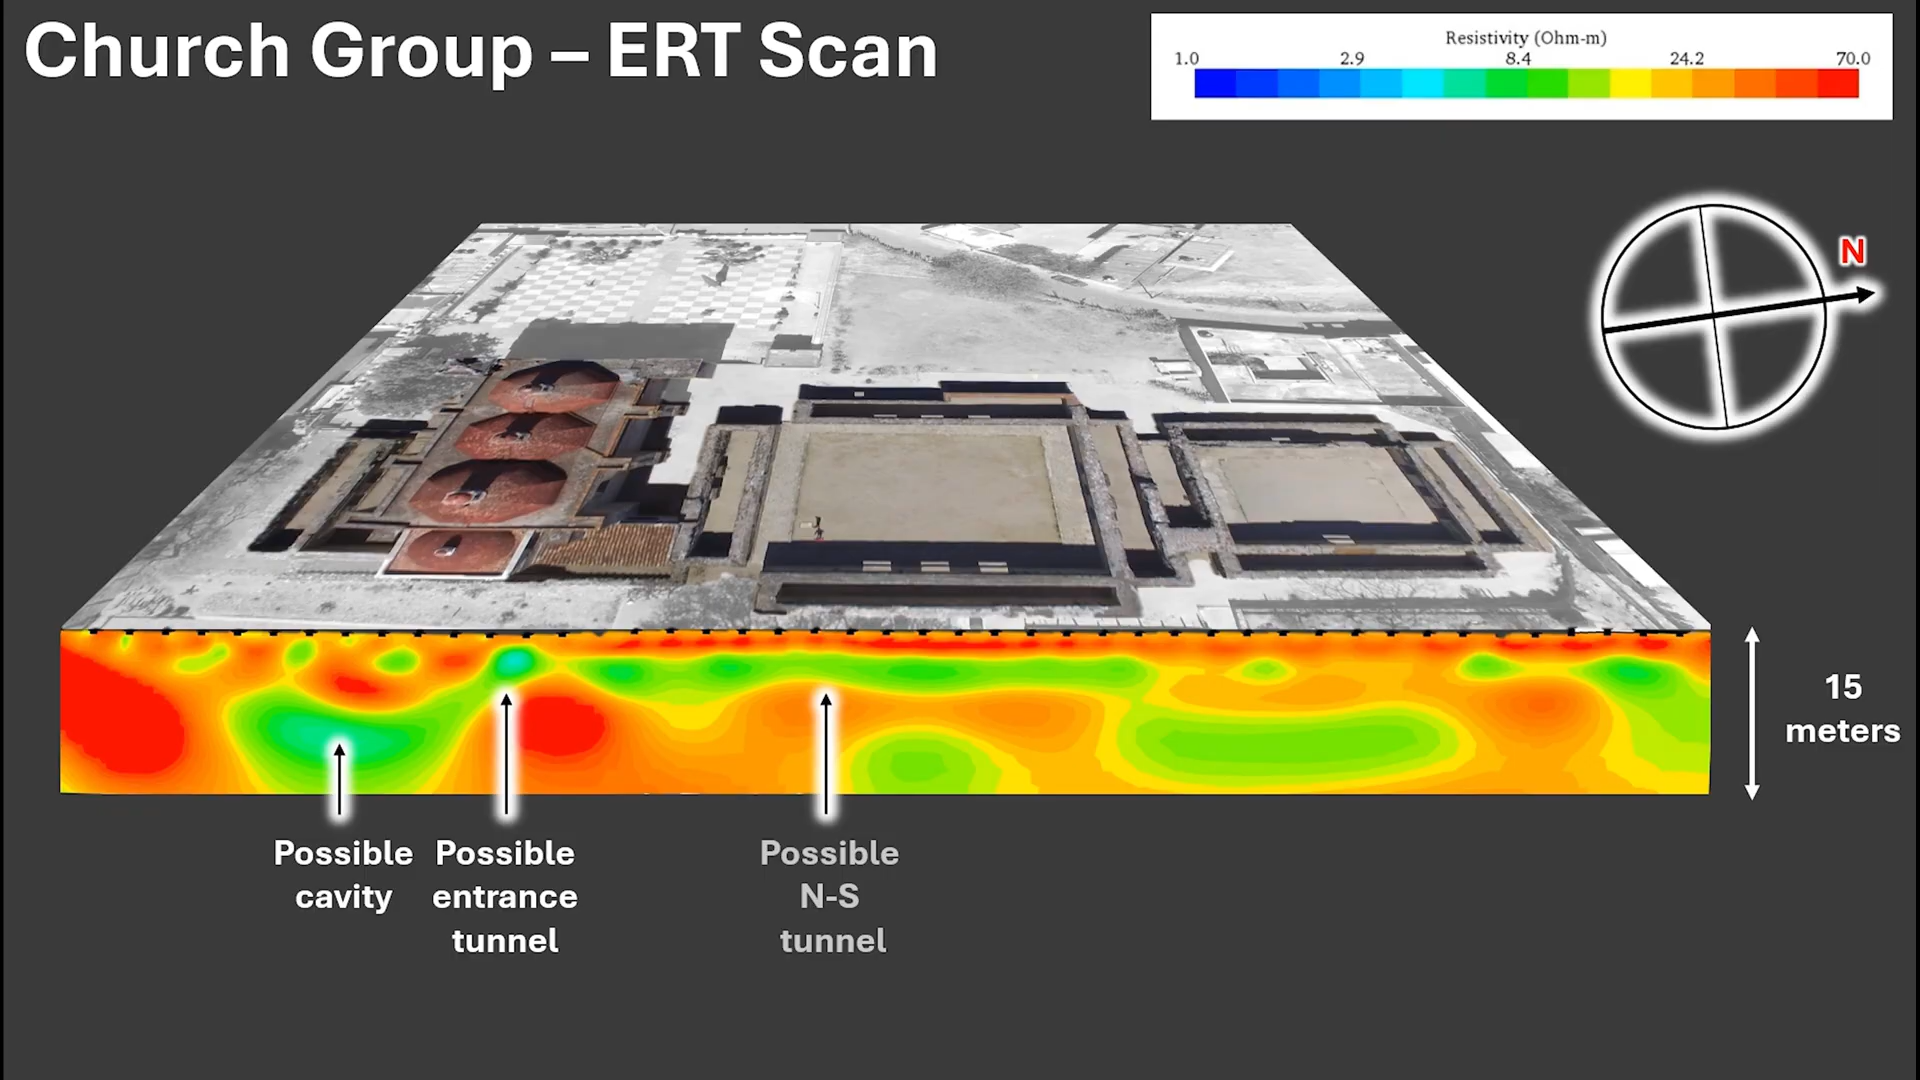 Church Group – ERT Scan
Resistivity (Ohm-m)
1.0 2.9 8.4 24.2 70.0
N
15
meters
Possible
cavity
Possible
entrance
tunnel
Possible
N-S
tunnel